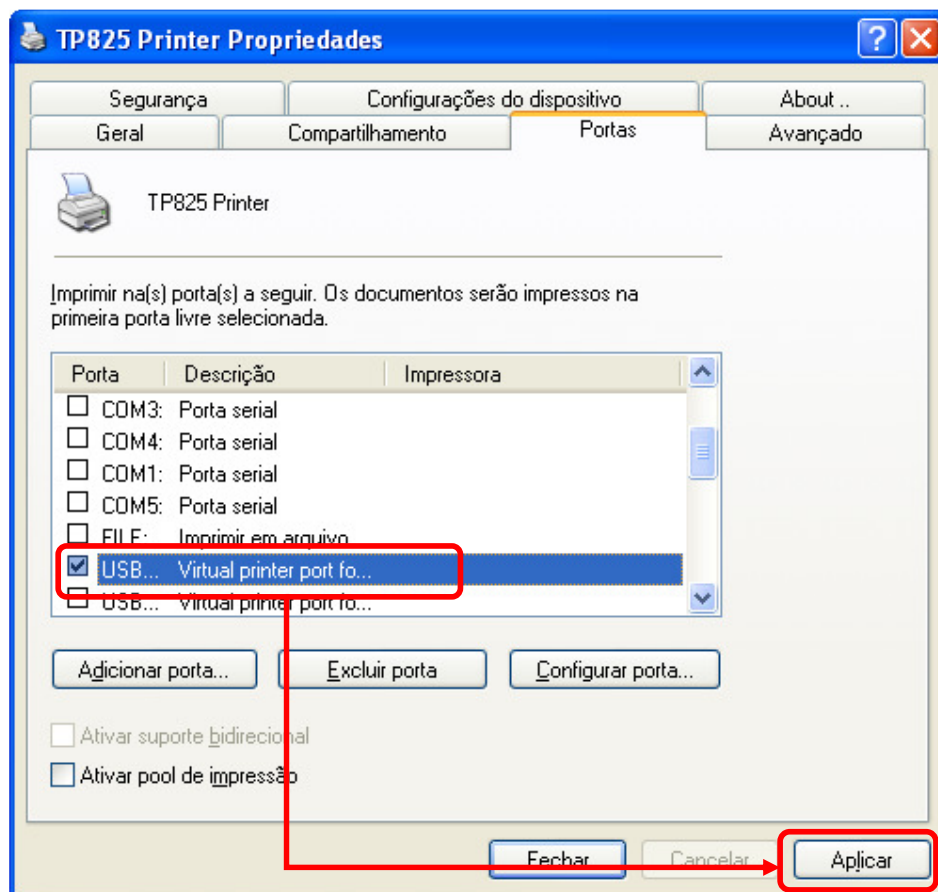 TP825 Printer Propriedades
?
Segurança Configurações do dispositivo About ..
Geral Compartilhamento Portas Avançado
TP825 Printer
Imprimir na(s) porta(s) a seguir. Os documentos serão impressos na
primeira porta livre selecionada.
Porta Descrição Impressora
COM3: Porta serial
COM4: Porta serial
COM1: Porta serial
COM5: Porta serial
FILE: Imprimir em arquivo
USB... Virtual printer port fo...
USB... Virtual printer port fo...
Adicionar porta... Excluir porta Configurar porta...
Ativar suporte bidirecional
Ativar pool de impressão
Fechar Cancelar Aplicar